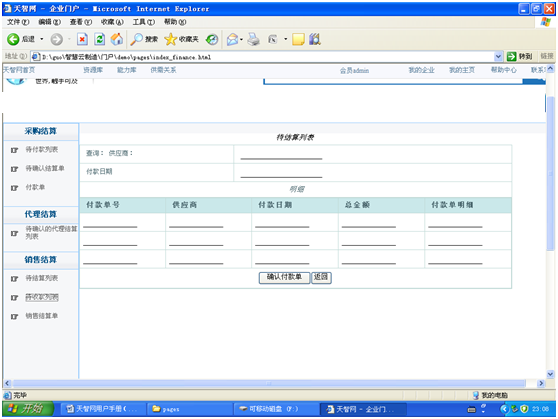 天智网 - 企业门户 - Microsoft Internet Explorer
文件(F) 编辑(E) 查看(V) 收藏(A) 工具(T) 帮助(H)
后退 搜索 收藏夹
地址(D) D:\guo\智慧云制造\门户\demo\pages\index_finance.html 转到 链接
天智网首页 资源库 能力库 供需关系 会员admin 我的企业 我的主页 帮助中心 联系
世界,触手可及
采购结算
待付款列表
待确认结算单
付款单
代理结算
待确认的代理结算列表
销售结算
待结算列表
待收款列表
销售结算单
待结算列表
查询: 供应商:
付款日期
明细
付款单号 供应商 付款日期 总金额 付款单明细
确认付款单 返回
完毕 我的电脑
开始 天智网用户手册(... pages 可移动磁盘 (F:) 天智网 - 企业门... 23:08